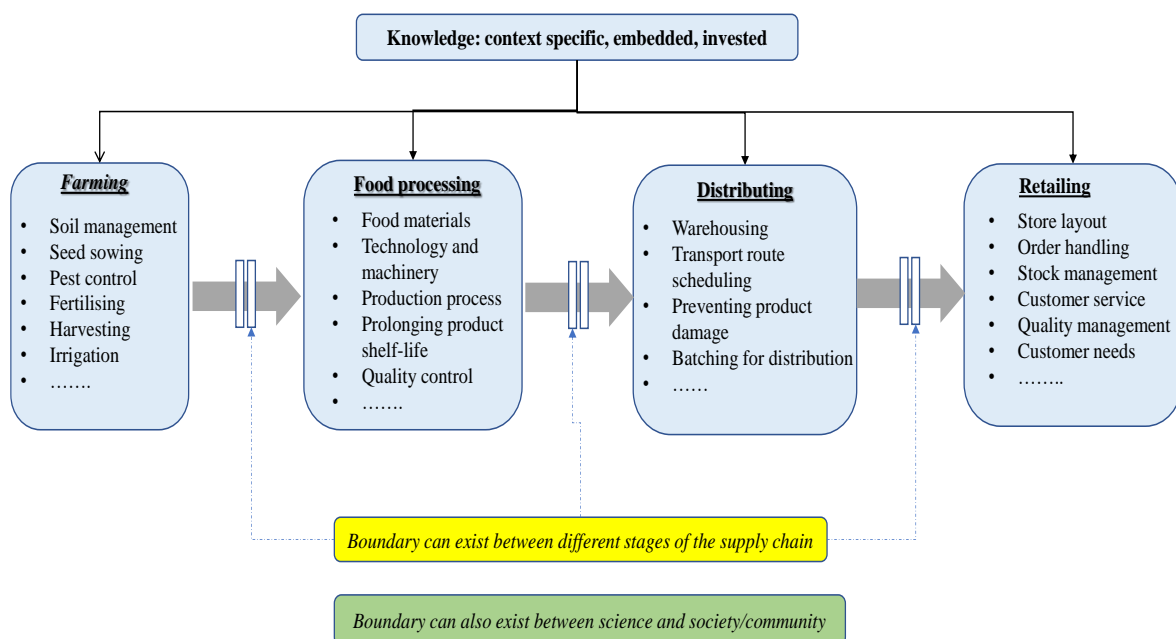 Knowledge: context specific, embedded, invested
Farming
• Soil management
• Seed sowing
• Pest control
• Fertilising
• Harvesting
• Irrigation
• …….
Food processing
• Food materials
• Technology and
machinery
• Production process
• Prolonging product
shelf-life
• Quality control
• …….
Distributing
• Warehousing
• Transport route
scheduling
• Preventing product
damage
• Batching for distribution
• ……
Retailing
• Store layout
• Order handling
• Stock management
• Customer service
• Quality management
• Customer needs
• ……..
Boundary can exist between different stages of the supply chain
Boundary can also exist between science and society/community